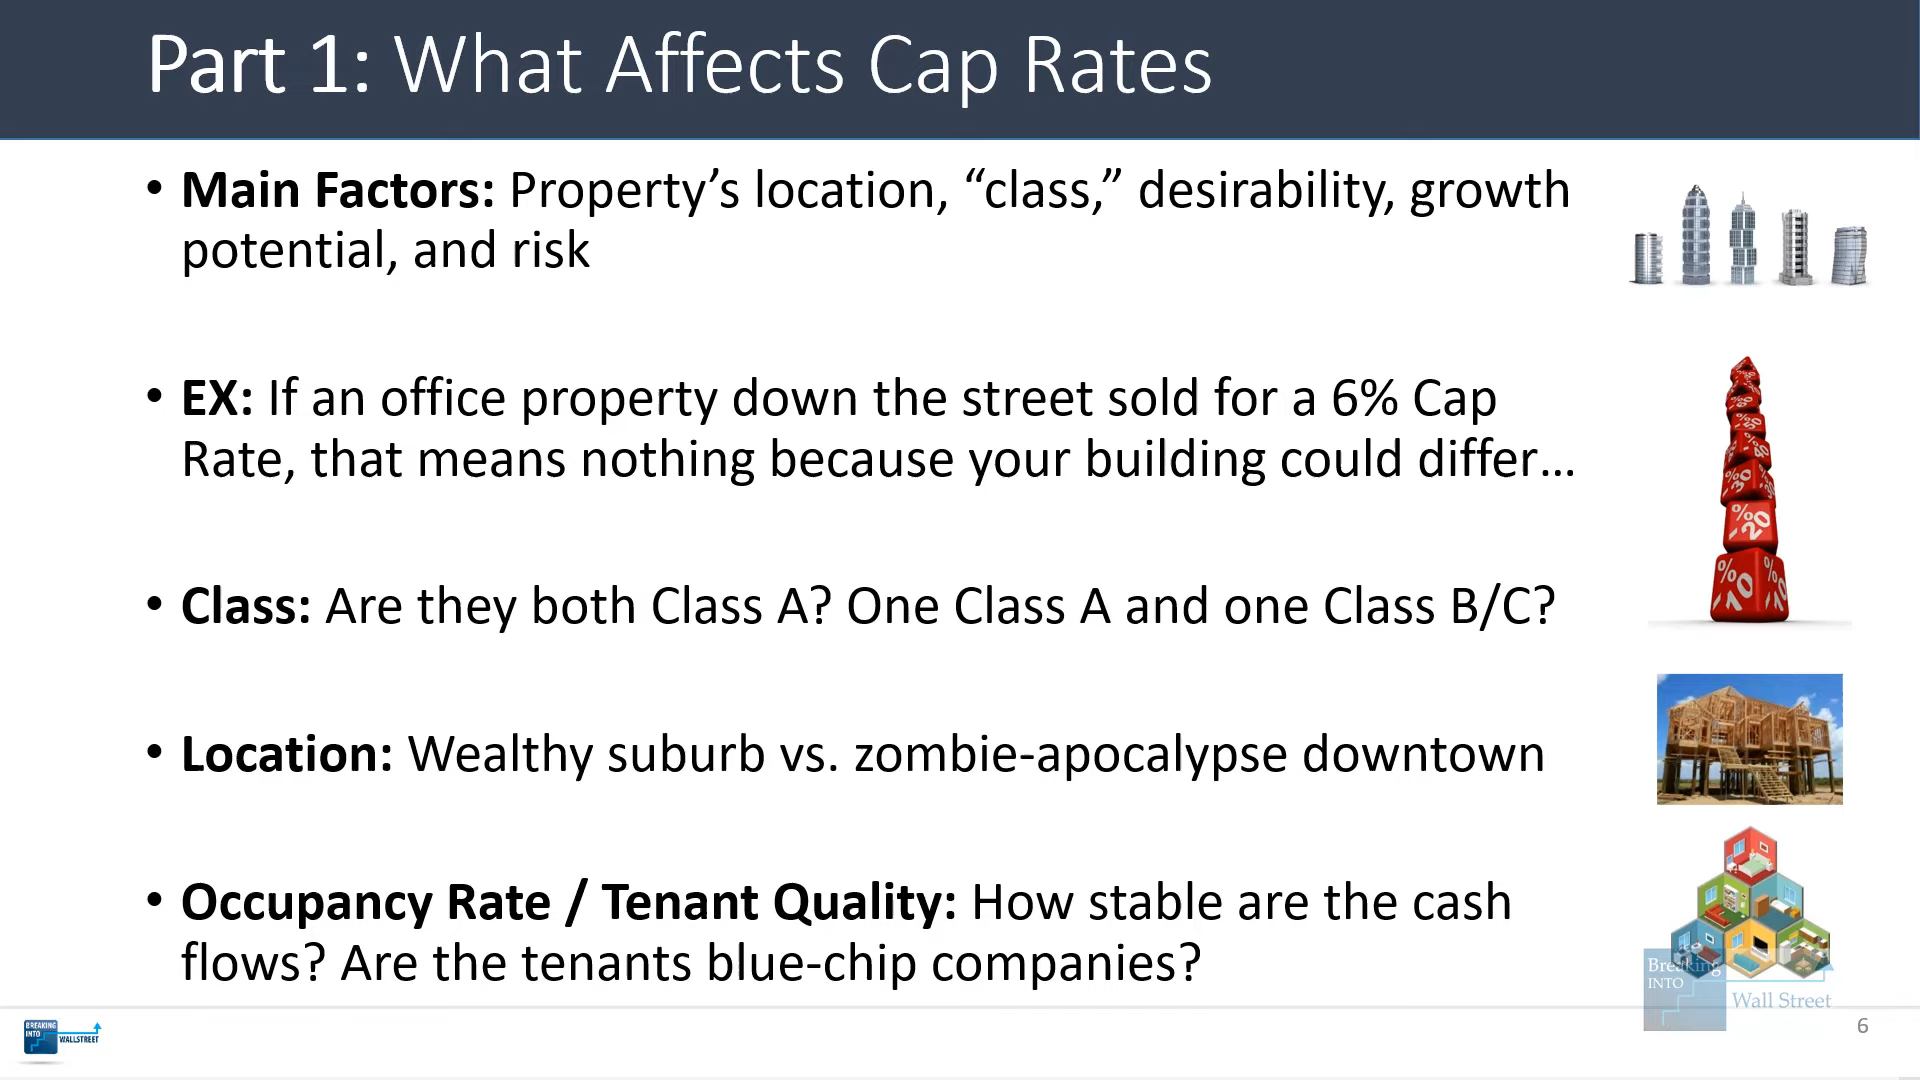 Part 1: What Affects Cap Rates
• Main Factors: Property’s location, “class,” desirability, growth
potential, and risk
• EX: If an office property down the street sold for a 6% Cap
Rate, that means nothing because your building could differ…
• Class: Are they both Class A? One Class A and one Class B/C?
• Location: Wealthy suburb vs. zombie-apocalypse downtown
• Occupancy Rate / Tenant Quality: How stable are the cash
flows? Are the tenants blue-chip companies?
%
-20
%
-10
Breaking
INTO
Wall Street
BREAKING
INTO
WALLSTREET
6